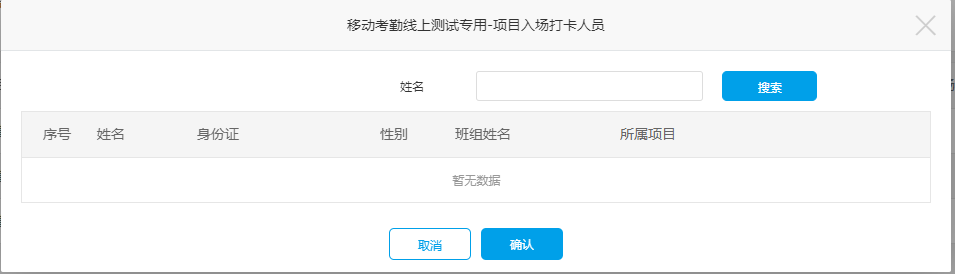 移动考勤线上测试专用-项目入场打卡人员
姓名 搜索
序号 姓名 身份证 性别 班组姓名 所属项目
暂无数据
取消 确认